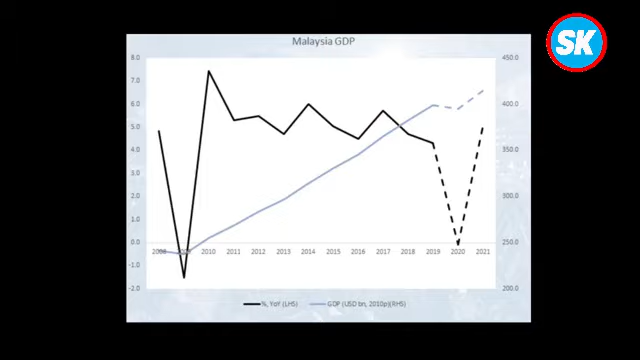 Malaysia GDP
SK
8.0 450.0
7.0
6.0 400.0
5.0 350.0
4.0
3.0 300.0
2.0
1.0
0.0 250.0
2008 2009 2010 2011 2012 2013 2014 2015 2016 2017 2018 2019 2020 2021
-1.0
-2.0 200.0
%, YoY (LHS) GDP (USD bn, 2010p)(RHS)